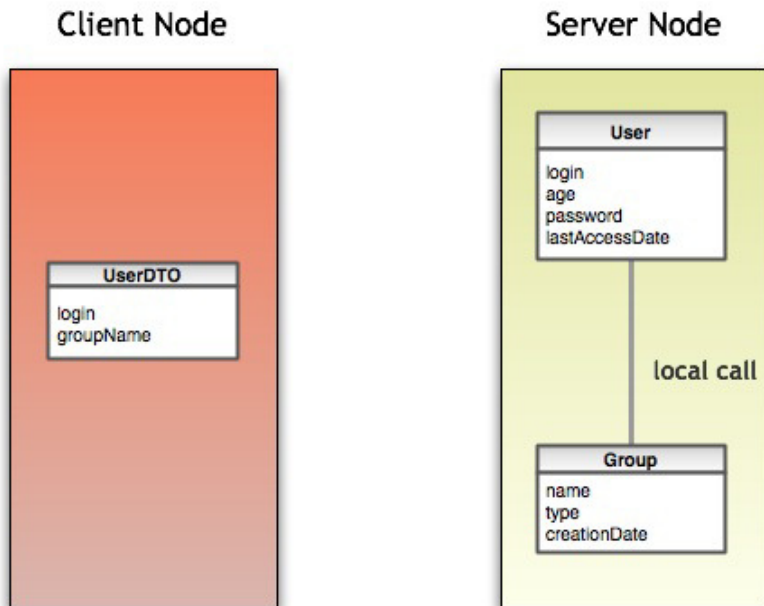 Client Node
UserDTO
login
groupName
Server Node
User
login
age
password
lastAccessDate
local call
Group
name
type
creationDate